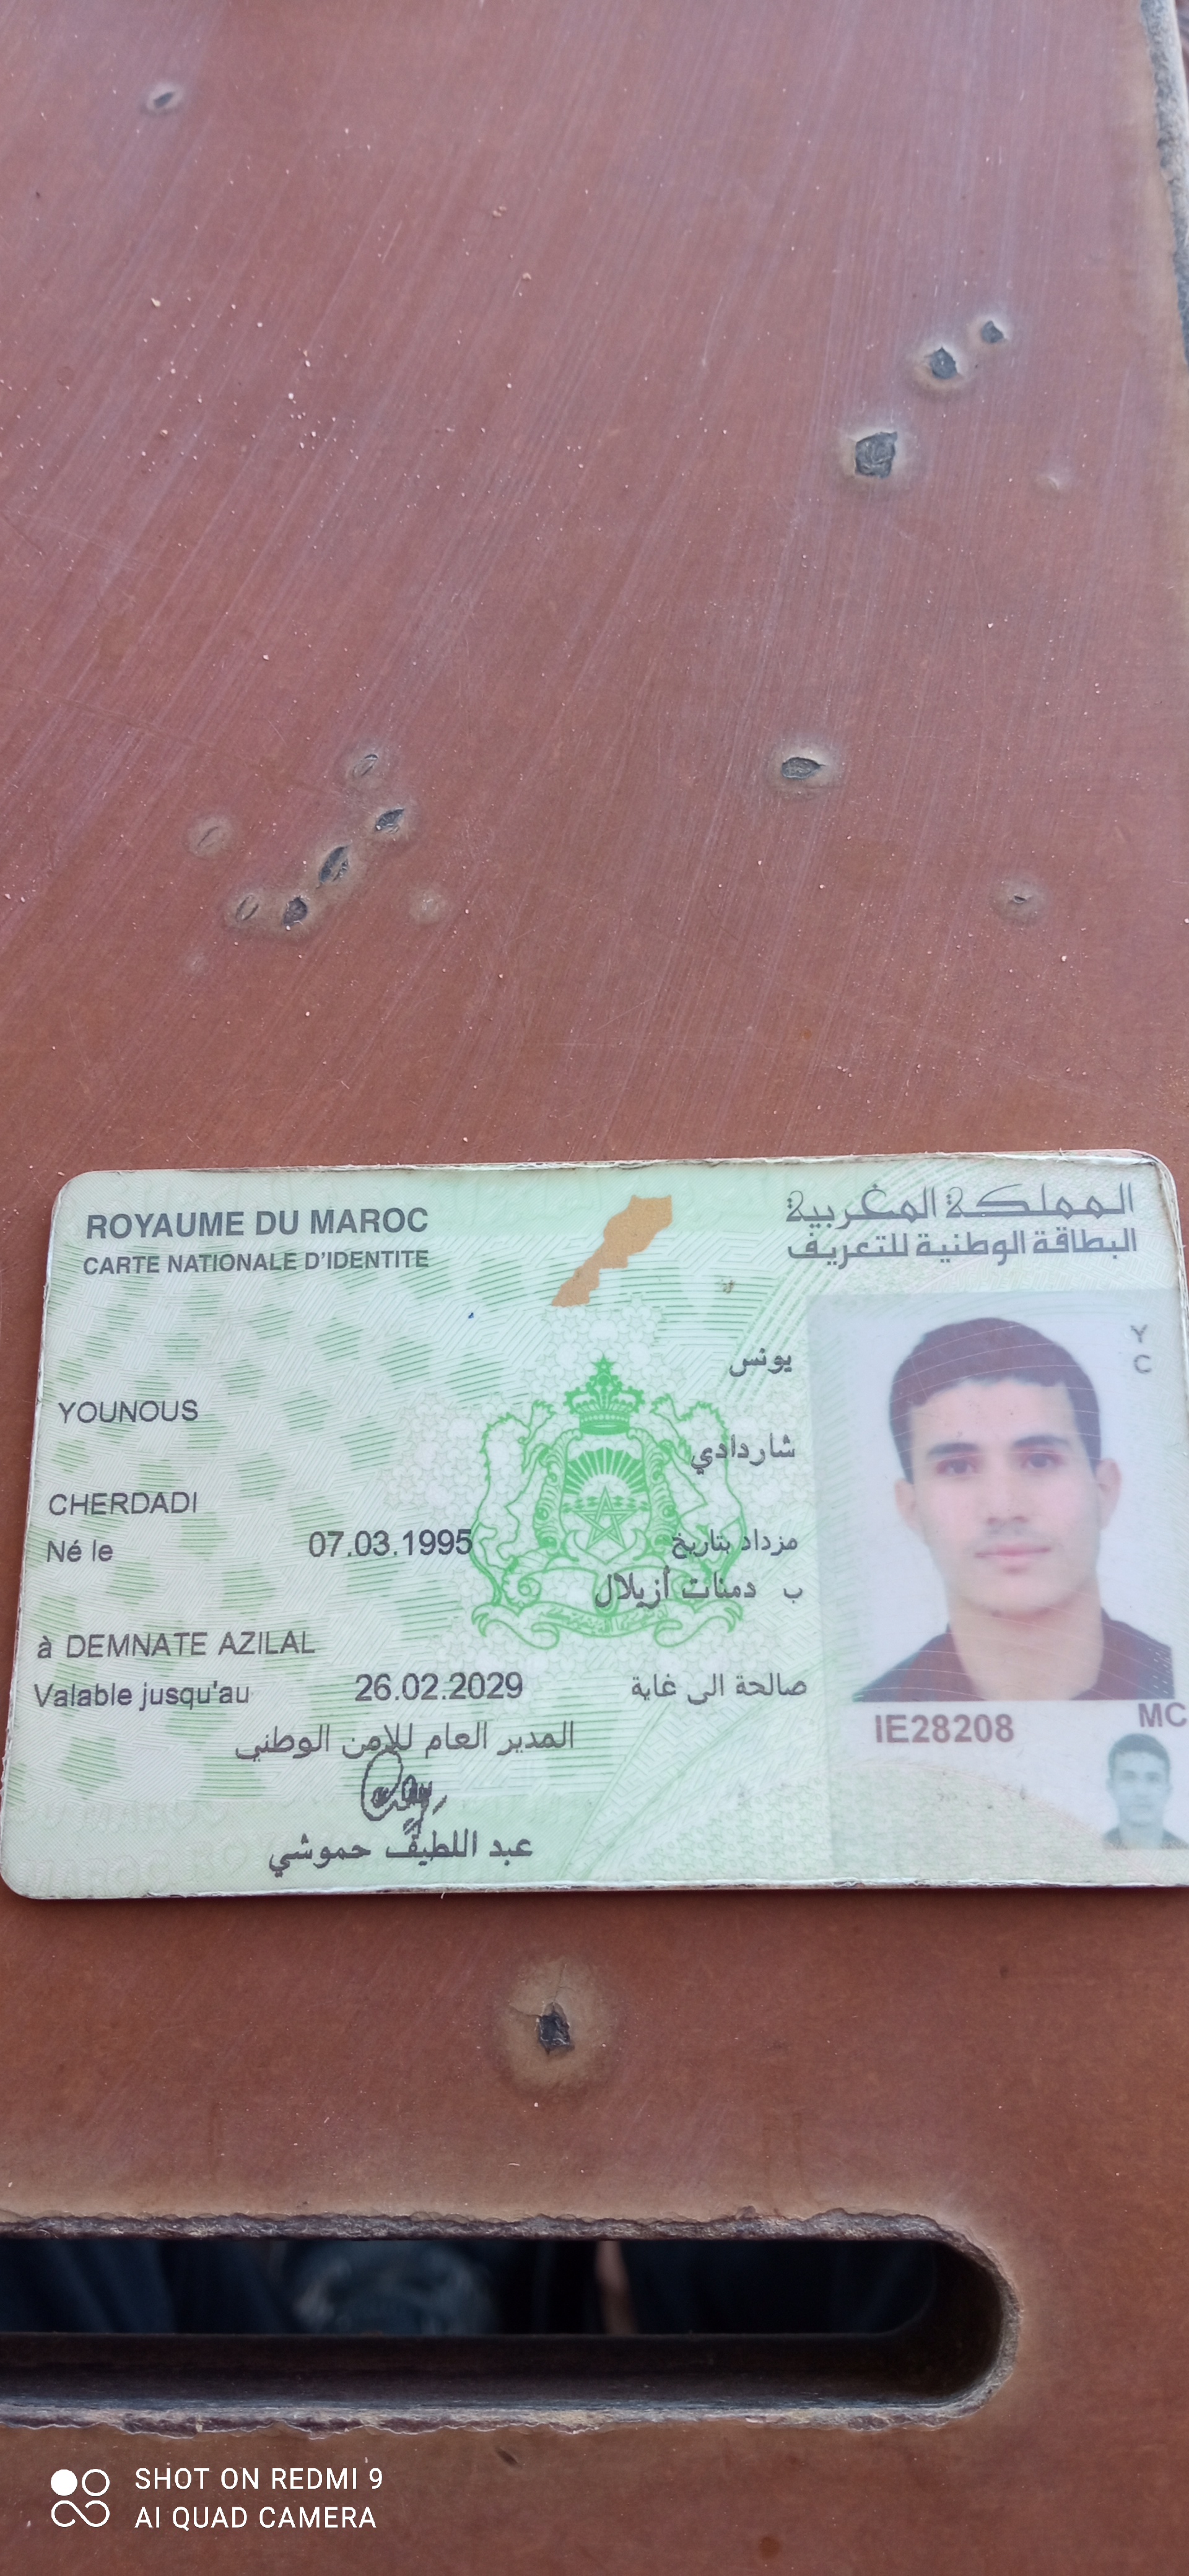 ROYAUME DU MAROC
CARTE NATIONALE D'IDENTITE
المملكة المغربية
البطاقة الوطنية للتعريف
Y
C
يونس
YOUNOUS
شاردادي
CHERDADI
Né le 07.03.1995 مزداد بتاريخ
ب دمنات أزيلال
à DEMNATE AZILAL
Valable jusqu'au 26.02.2029 صالحة الى غاية
IE28208 MC
المدير العام للامن الوطني
عبد اللطيف حموشي
SHOT ON REDMI 9
AI QUAD CAMERA